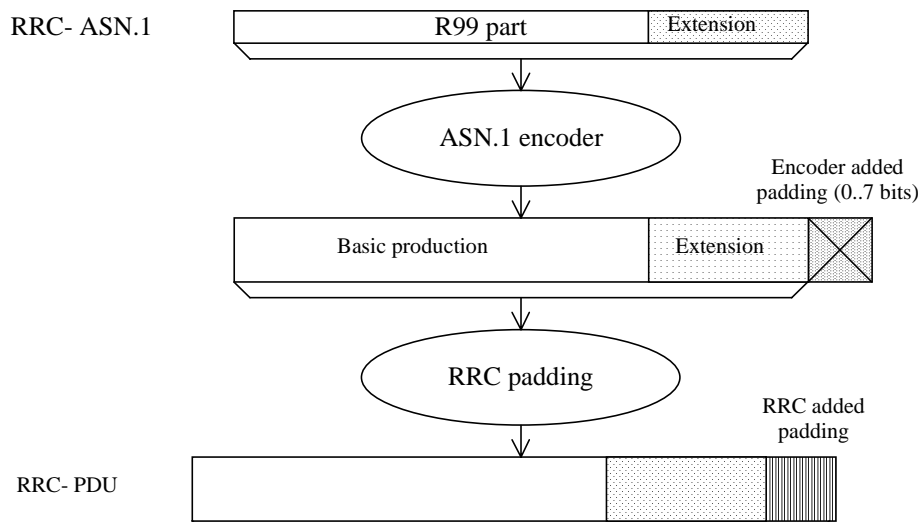 RRC- ASN.1
R99 part
Extension
ASN.1 encoder
Encoder added
padding (0..7 bits)
Basic production
Extension
RRC padding
RRC added
padding
RRC- PDU